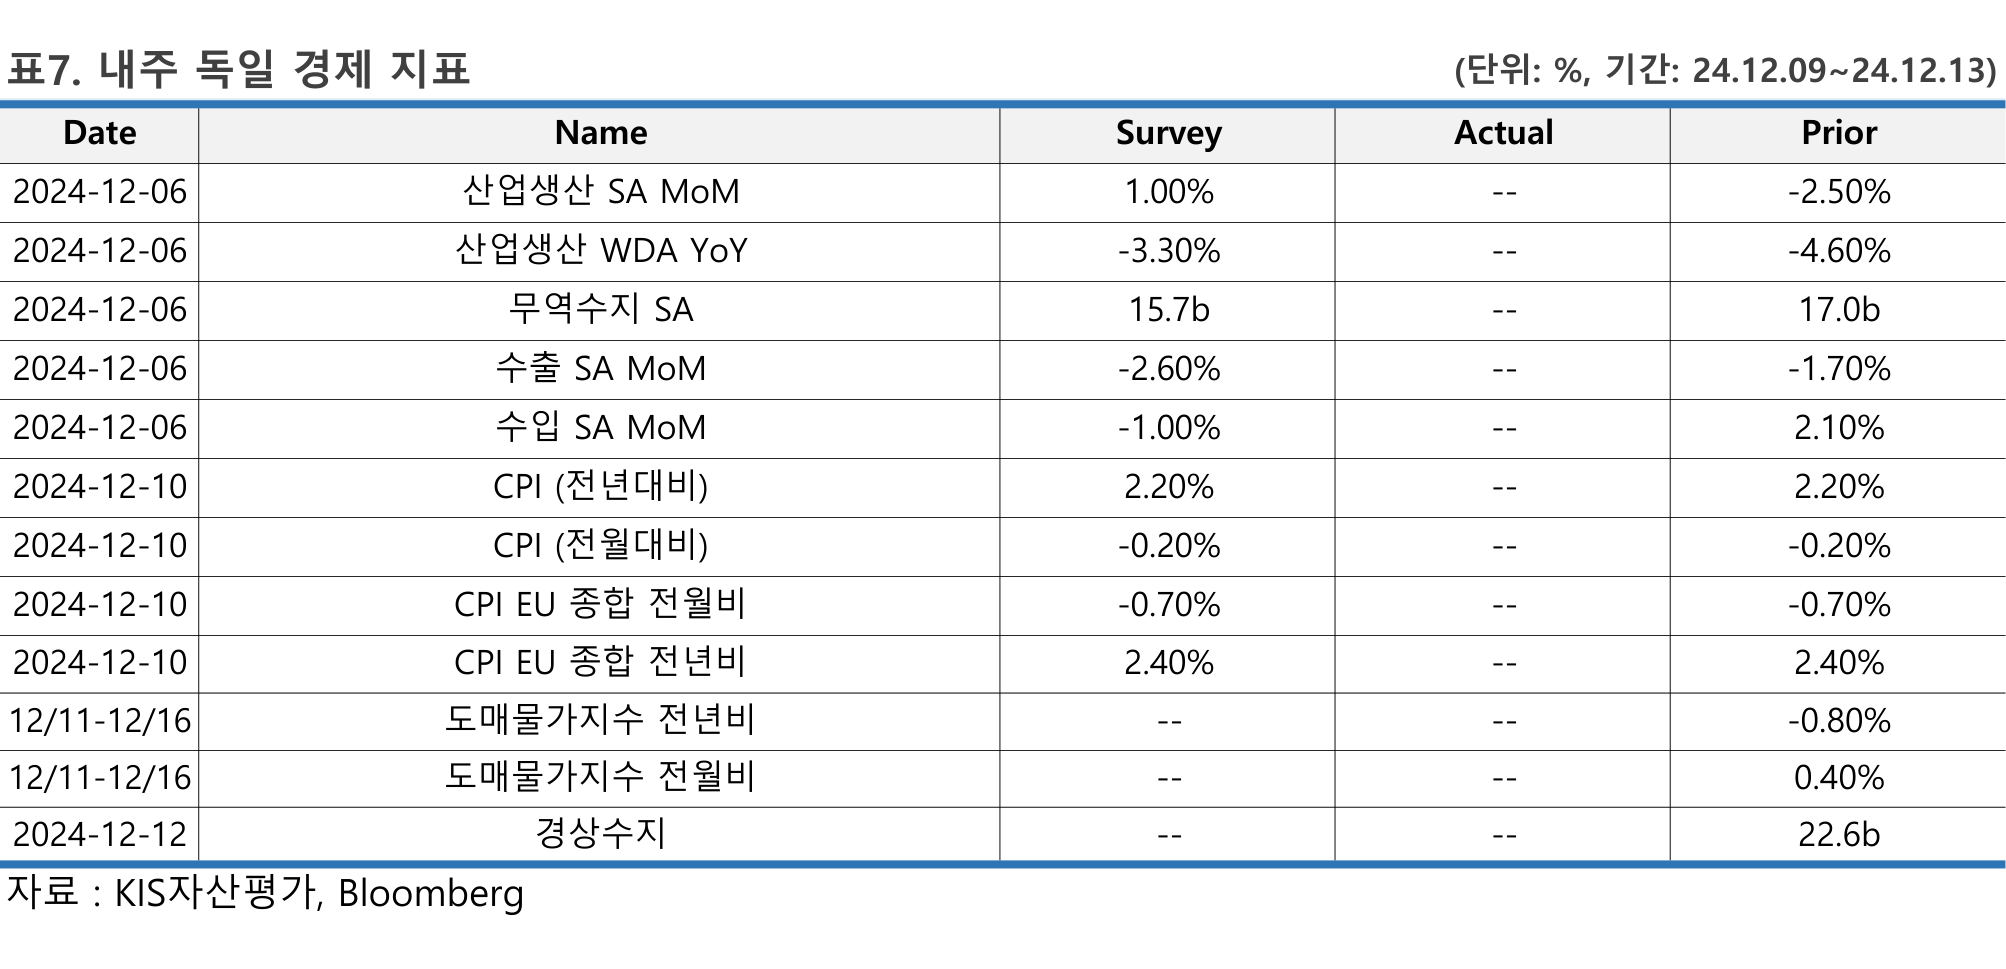 표7. 내주 독일 경제 지표 (단위: %, 기간: 24.12.09~24.12.13)
Date Name Survey Actual Prior
2024-12-06 산업생산 SA MoM 1.00% -- -2.50%
2024-12-06 산업생산 WDA YoY -3.30% -- -4.60%
2024-12-06 무역수지 SA 15.7b -- 17.0b
2024-12-06 수출 SA MoM -2.60% -- -1.70%
2024-12-06 수입 SA MoM -1.00% -- 2.10%
2024-12-10 CPI (전년대비) 2.20% -- 2.20%
2024-12-10 CPI (전월대비) -0.20% -- -0.20%
2024-12-10 CPI EU 종합 전월비 -0.70% -- -0.70%
2024-12-10 CPI EU 종합 전년비 2.40% -- 2.40%
12/11-12/16 도매물가지수 전년비 -- -- -0.80%
12/11-12/16 도매물가지수 전월비 -- -- 0.40%
2024-12-12 경상수지 -- -- 22.6b
자료 : KIS자산평가, Bloomberg